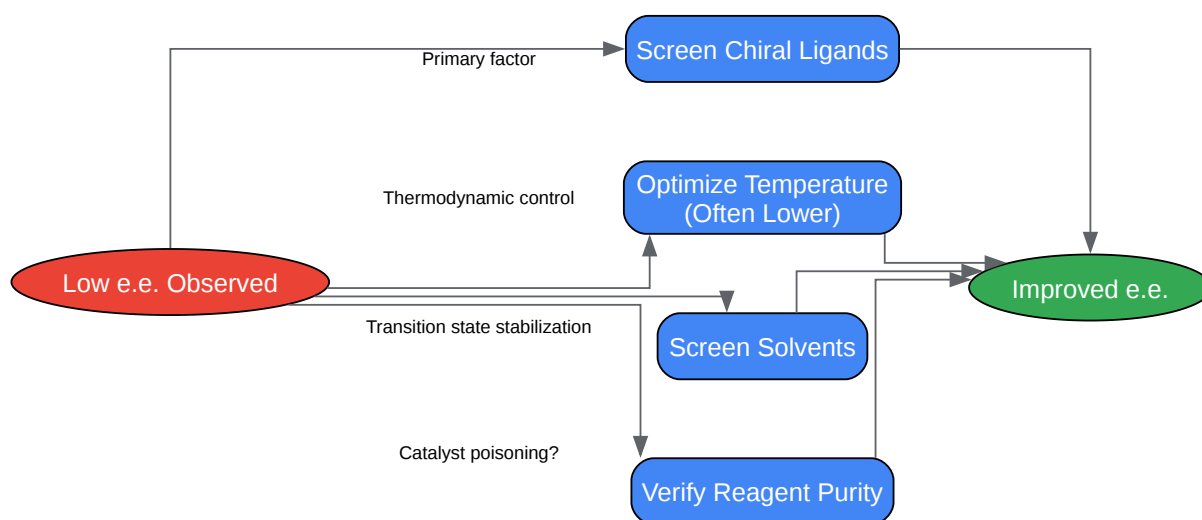 Screen Chiral Ligands
Primary factor
Optimize Temperature
(Often Lower)
Thermodynamic control
Low e.e. Observed
Improved e.e.
Transition state stabilization
Screen Solvents
Catalyst poisoning?
Verify Reagent Purity